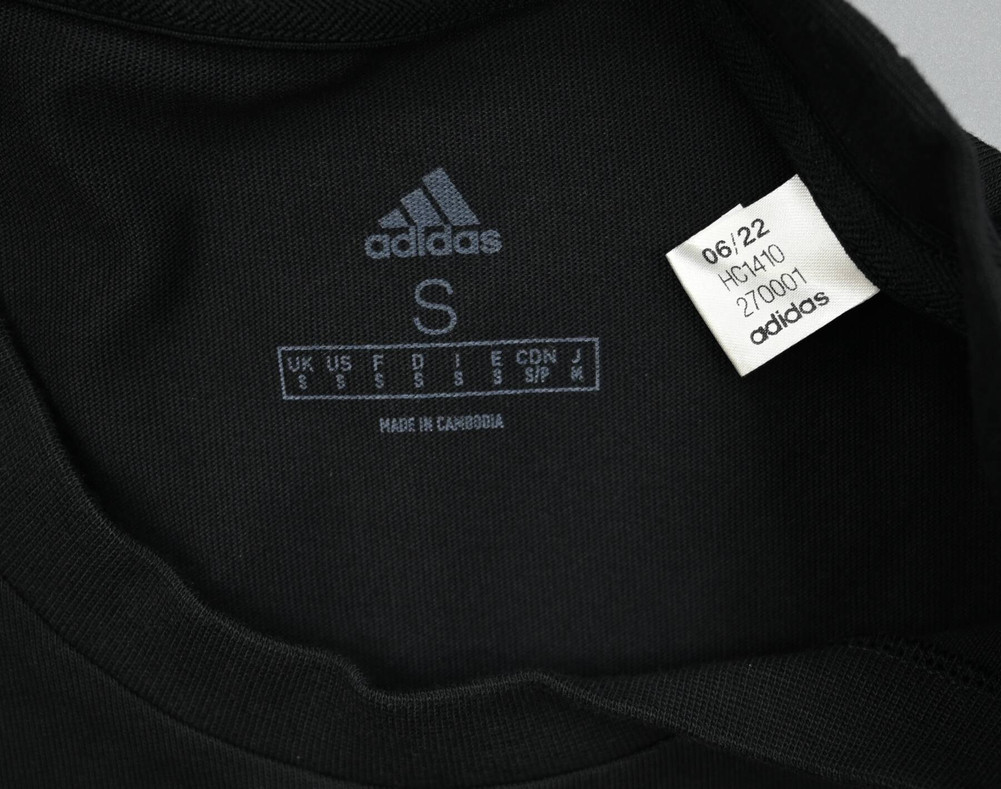 adidas
S
UK US F D I E CDN J
S S S S S S S/P M
MADE IN CAMBODIA
06/22
HC1410
270001
adidas